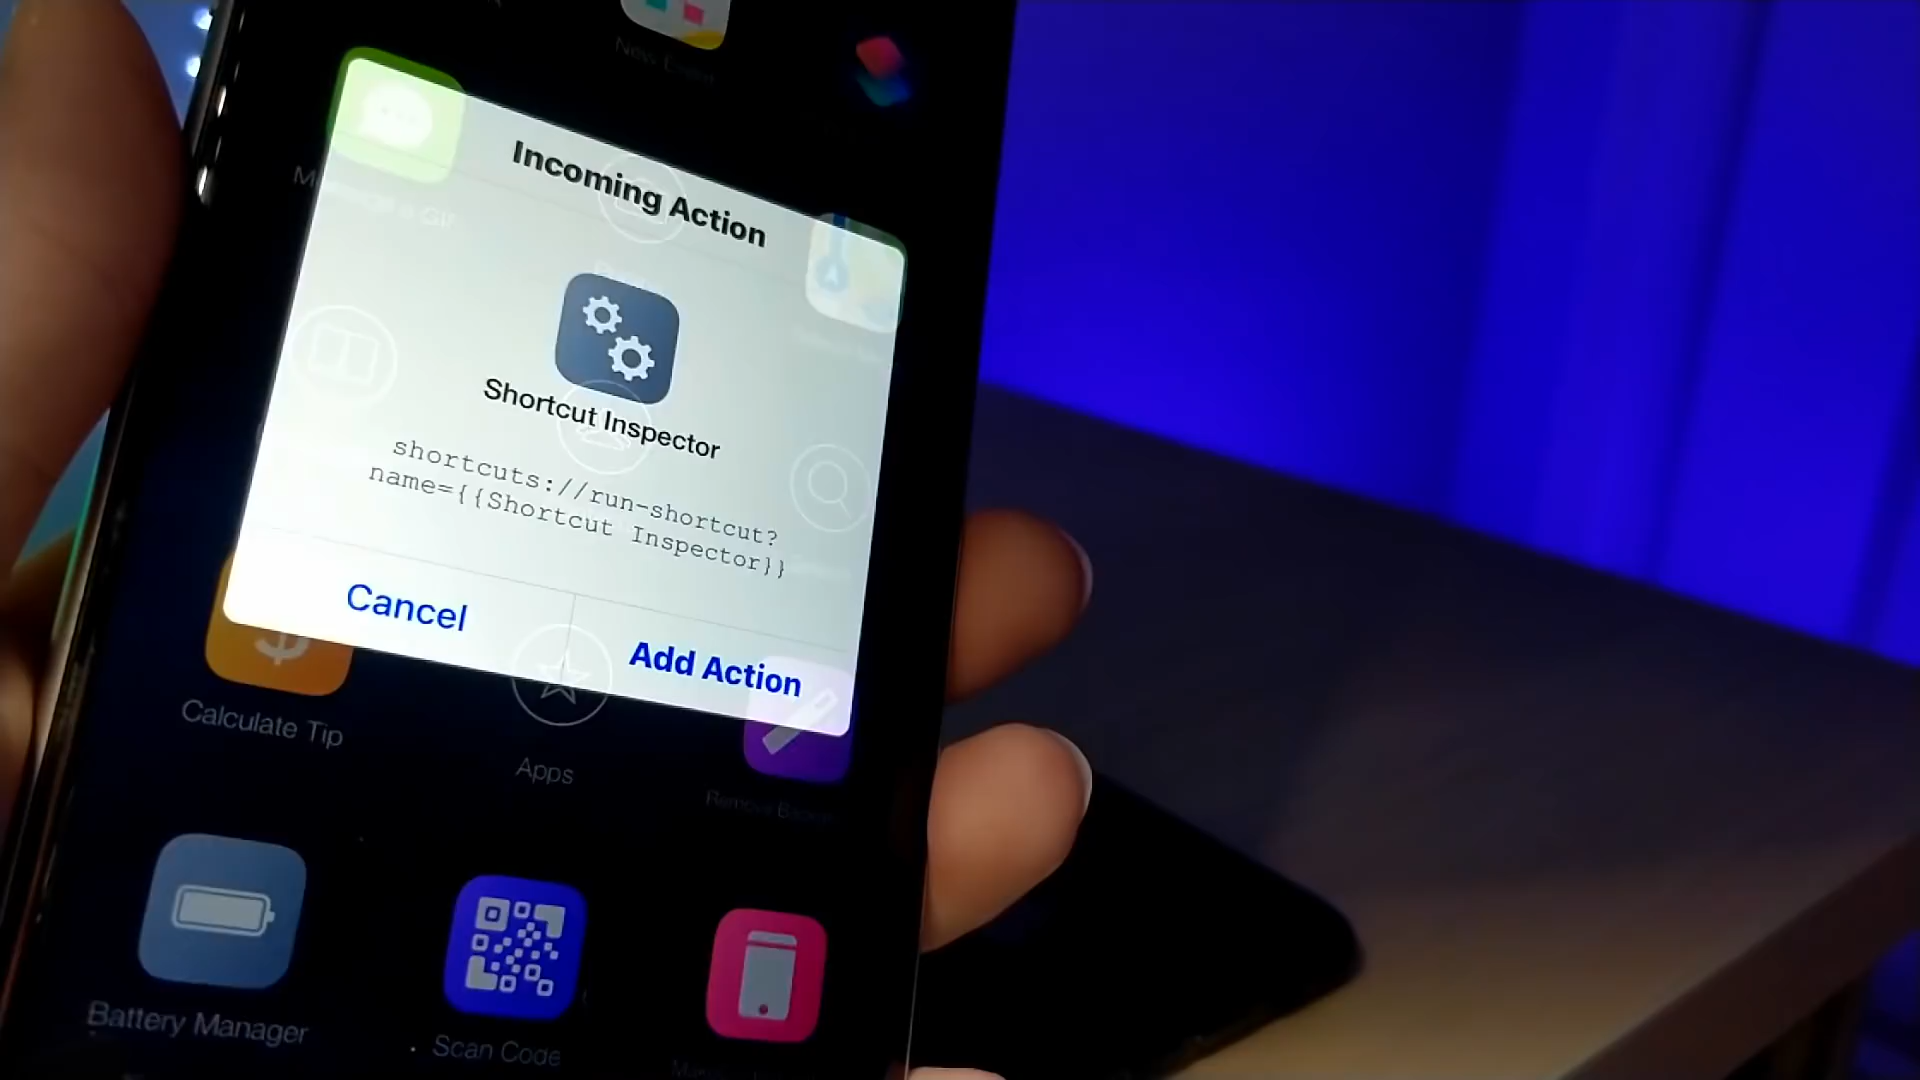 Incoming Action
Shortcut Inspector
shortcuts://run-shortcut?
name={{Shortcut Inspector}}
Cancel
Add Action
Calculate Tip
Apps
Battery Manager
Scan Code